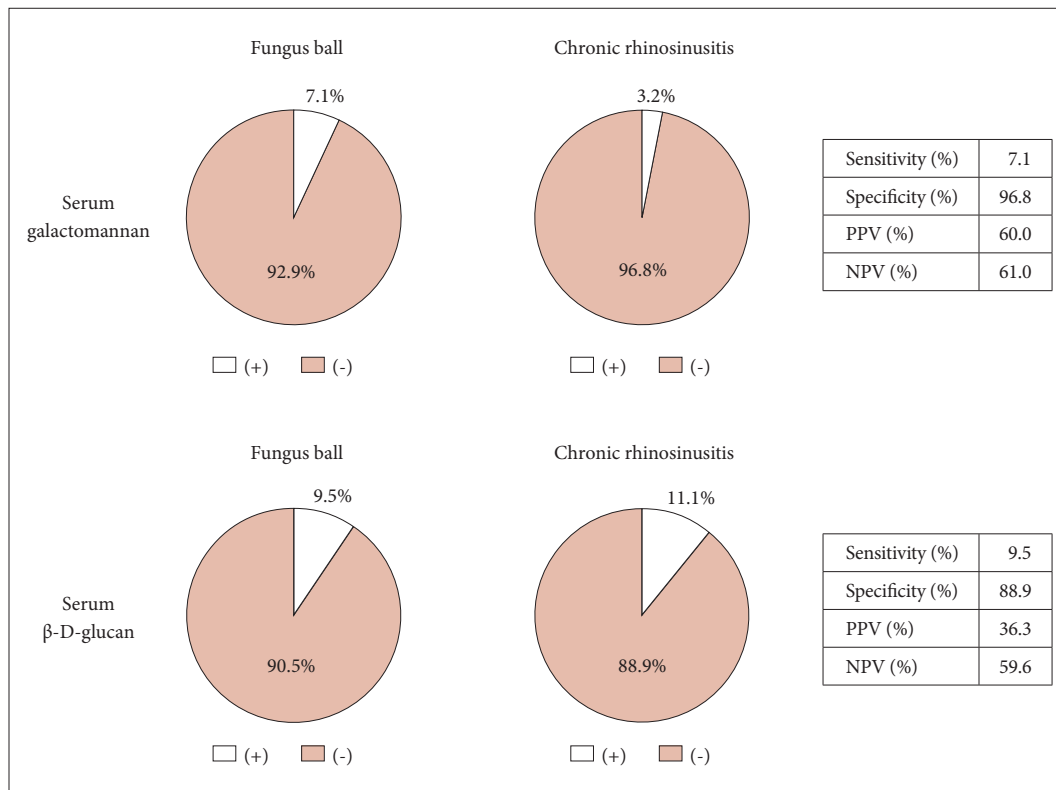 Fungus ball
Chronic rhinosinusitis
7.1%
3.2%
Serum
galactomannan
92.9%
96.8%
Sensitivity (%) 7.1
Specificity (%) 96.8
PPV (%) 60.0
NPV (%) 61.0
(+) (-)
(+) (-)
Fungus ball
Chronic rhinosinusitis
9.5%
11.1%
Serum
β-D-glucan
90.5%
88.9%
Sensitivity (%) 9.5
Specificity (%) 88.9
PPV (%) 36.3
NPV (%) 59.6
(+) (-)
(+) (-)